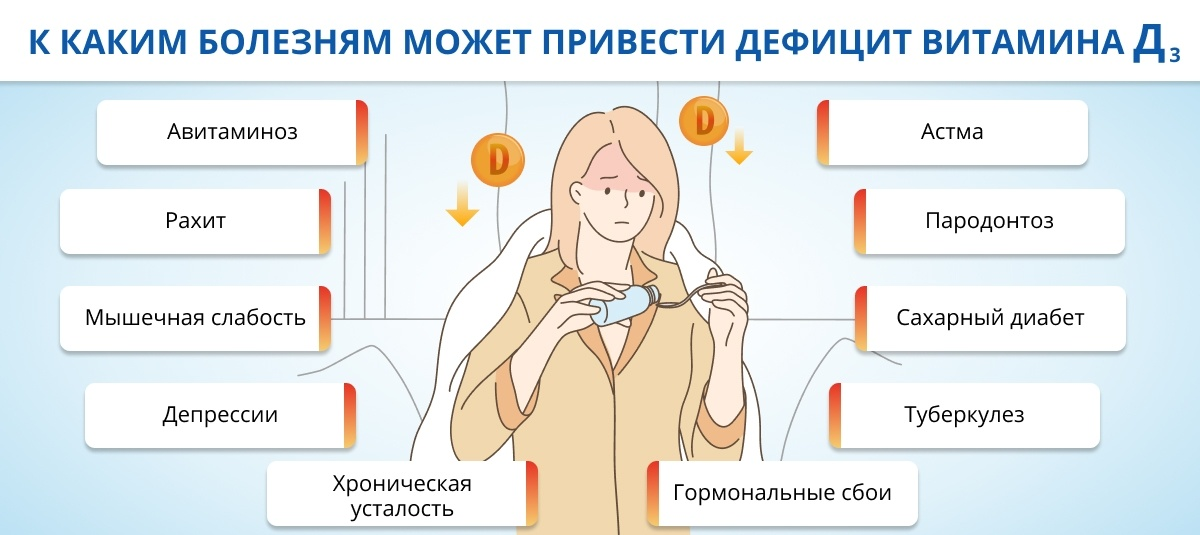 К КАКИМ БОЛЕЗНЯМ МОЖЕТ ПРИВЕСТИ ДЕФИЦИТ ВИТАМИНА Д₃
D
D
Авитаминоз
Астма
Рахит
Пародонтоз
Мышечная слабость
Сахарный диабет
Депрессии
Туберкулез
Хроническая
усталость
Гормональные сбои